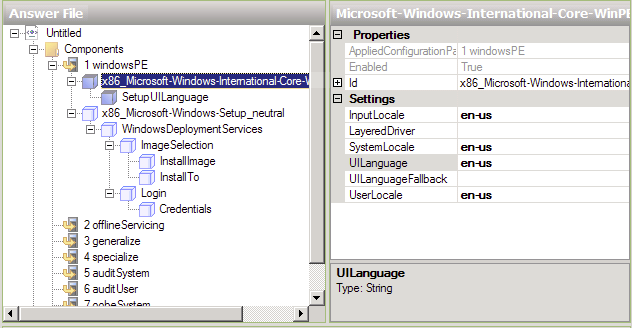 Answer File
Untitled
Components
1 windowsPE
x86_Microsoft-Windows-International-Core-W
SetupUILanguage
x86_Microsoft-Windows-Setup_neutral
WindowsDeploymentServices
ImageSelection
InstallImage
InstallTo
Login
Credentials
2 offlineServicing
3 generalize
4 specialize
5 auditSystem
6 auditUser
7 oobeSystem
Microsoft-Windows-International-Core-WinPE
Properties
AppliedConfigurationPa 1 windowsPE
Enabled True
Id x86_Microsoft-Windows-Internationa
Settings
InputLocale en-us
LayeredDriver
SystemLocale en-us
UILanguage en-us
UILanguageFallback
UserLocale en-us
UILanguage
Type: String